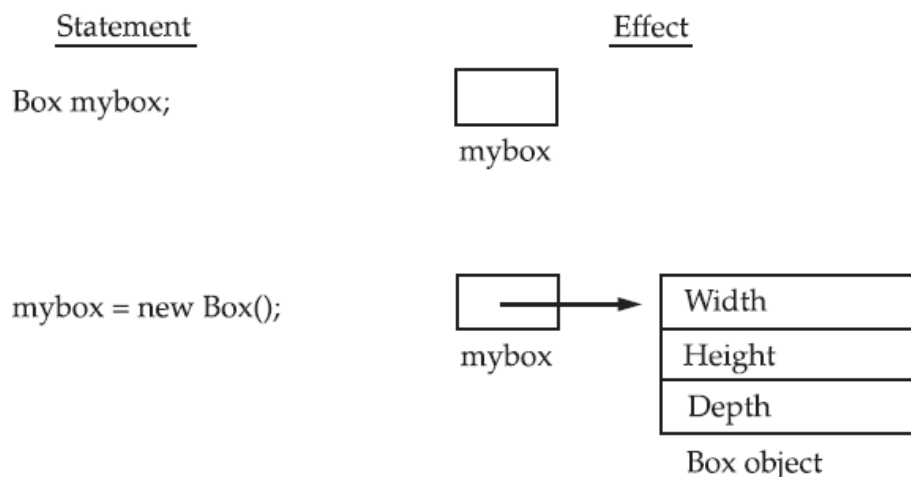 Statement
Effect
Box mybox;
mybox
mybox = new Box();
Width
mybox
Height
Depth
Box object